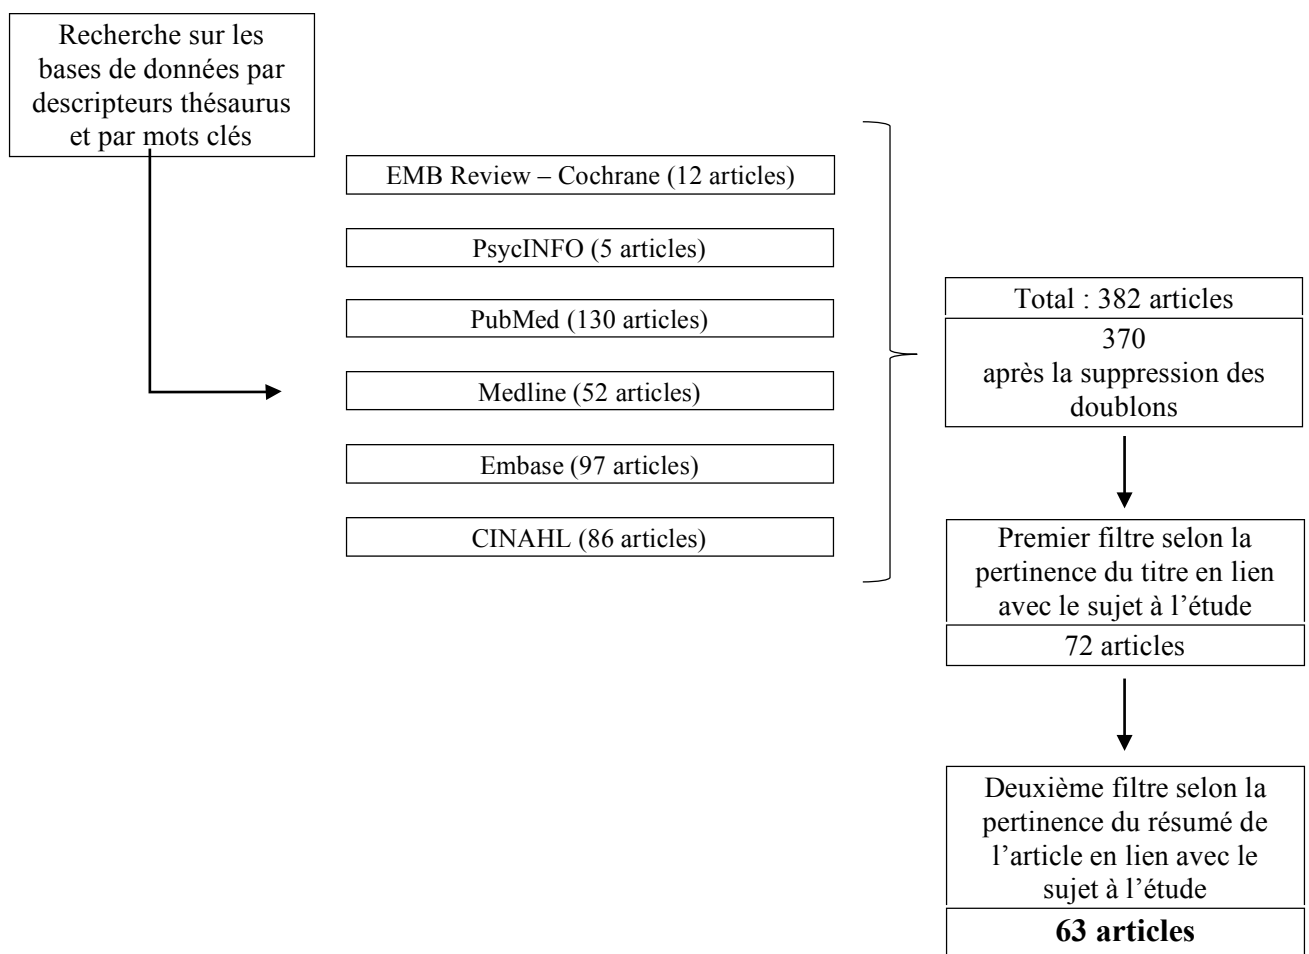 Recherche sur les
bases de données par
descripteurs thésaurus
et par mots clés
EMB Review – Cochrane (12 articles)
PsycINFO (5 articles)
PubMed (130 articles)
Medline (52 articles)
Embase (97 articles)
CINAHL (86 articles)
Total : 382 articles
370
après la suppression des
doublons
Premier filtre selon la
pertinence du titre en lien
avec le sujet à l’étude
72 articles
Deuxième filtre selon la
pertinence du résumé de
l’article en lien avec le
sujet à l’étude
63 articles